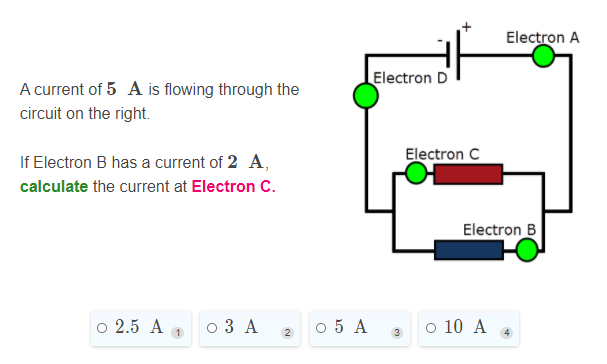 A current of 5 A is flowing through the
circuit on the right.
If Electron B has a current of 2 A,
calculate the current at Electron C.
- +
Electron A
Electron D
Electron C
Electron B
2.5 A 1
3 A 2
5 A 3
10 A 4